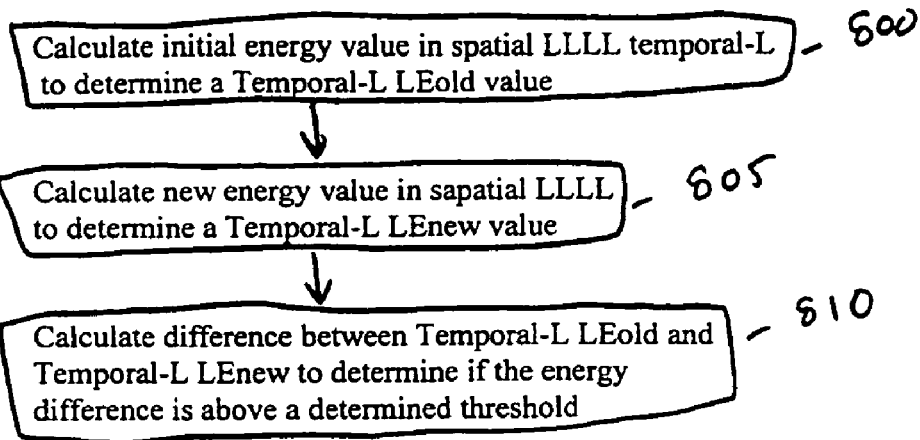 Calculate initial energy value in spatial LLLL temporal-L
to determine a Temporal-L LEold value
800
Calculate new energy value in sapatial LLLL
to determine a Temporal-L LEnew value
805
Calculate difference between Temporal-L LEold and
Temporal-L LEnew to determine if the energy
difference is above a determined threshold
810